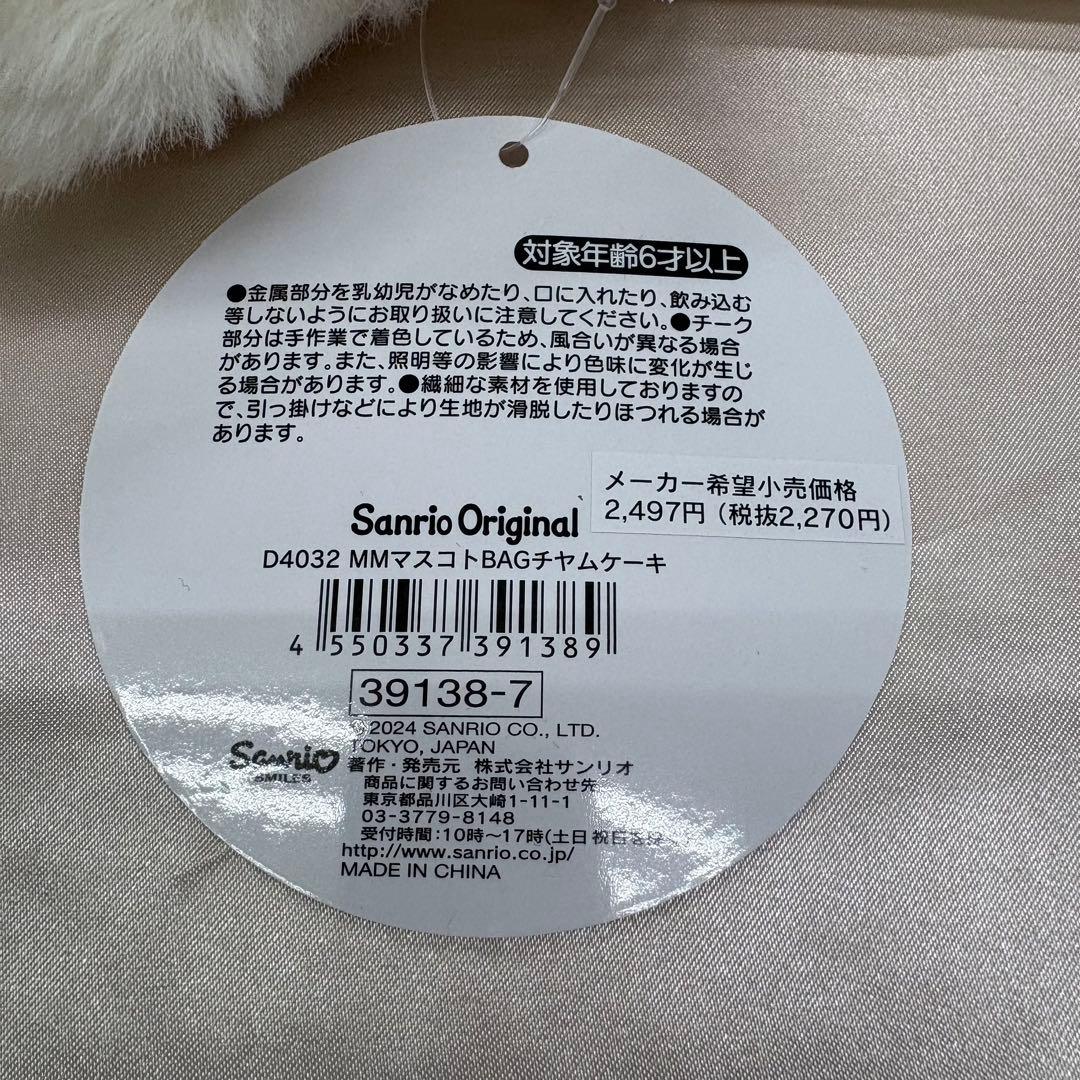 対象年齢6才以上
●金属部分を乳幼児がなめたり、口に入れたり、飲み込む
等しないようにお取り扱いに注意してください。●チーク
部分は手作業で着色しているため、風合いが異なる場合
があります。また、照明等の影響により色味に変化が生じ
る場合があります。●繊細な素材を使用しておりますの
で、引っ掛けなどにより生地が滑脱したりほつれる場合が
あります。
メーカー希望小売価格
2,497円(税抜2,270円)
Sanrio Original
D4032 MMマスコトBAGチヤムケーキ
4 550337 391389
39138-7
©2024 SANRIO CO., LTD.
TOKYO, JAPAN
Sanrio
SMILES
著作・発売元 株式会社サンリオ
商品に関するお問い合わせ先
東京都品川区大崎1-11-1
03-3779-8148
受付時間:10時〜17時(土日祝日を除
http://www.sanrio.co.jp/
MADE IN CHINA